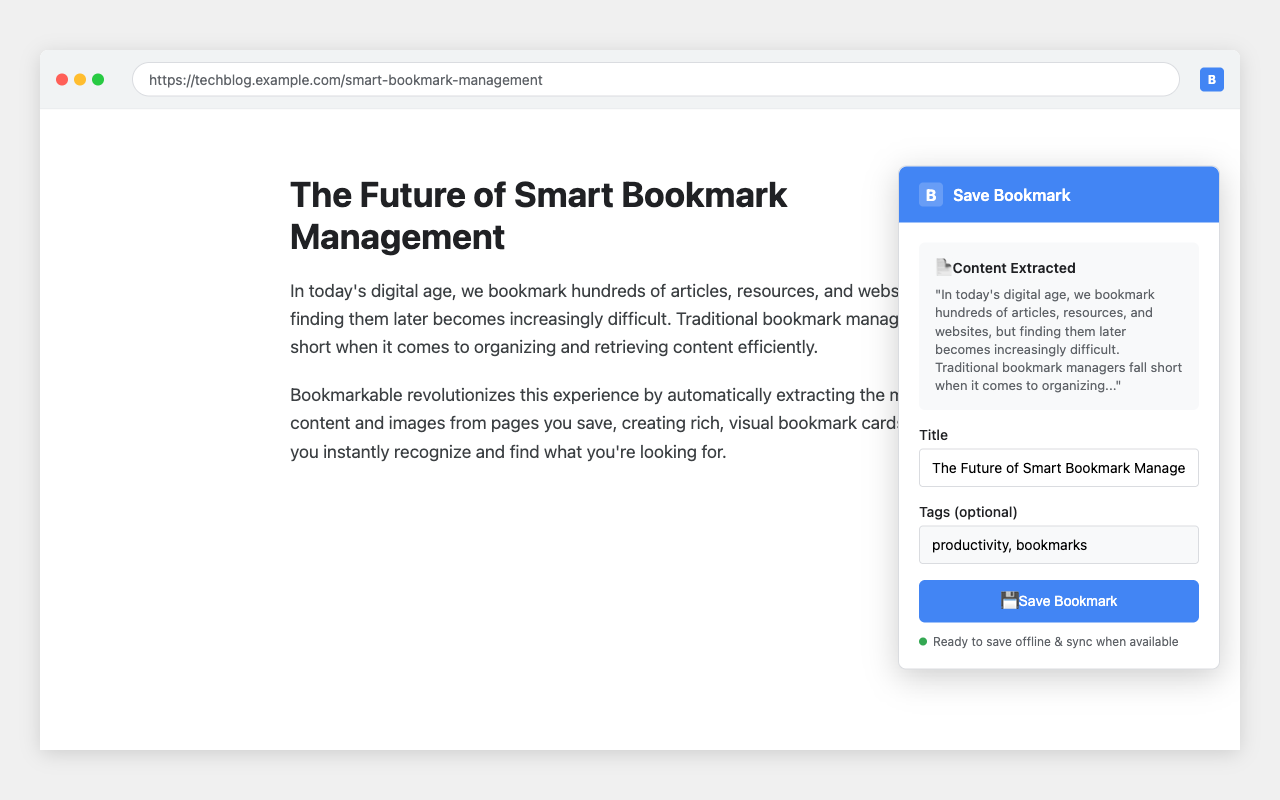 https://techblog.example.com/smart-bookmark-management
B
The Future of Smart Bookmark
Management
In today's digital age, we bookmark hundreds of articles, resources, and webs
finding them later becomes increasingly difficult. Traditional bookmark manag
short when it comes to organizing and retrieving content efficiently.
Bookmarkable revolutionizes this experience by automatically extracting the m
content and images from pages you save, creating rich, visual bookmark cards
you instantly recognize and find what you're looking for.
B Save Bookmark
Content Extracted
"In today's digital age, we bookmark
hundreds of articles, resources, and
websites, but finding them later
becomes increasingly difficult.
Traditional bookmark managers fall short
when it comes to organizing..."
Title
The Future of Smart Bookmark Manage
Tags (optional)
productivity, bookmarks
💾Save Bookmark
Ready to save offline & sync when available